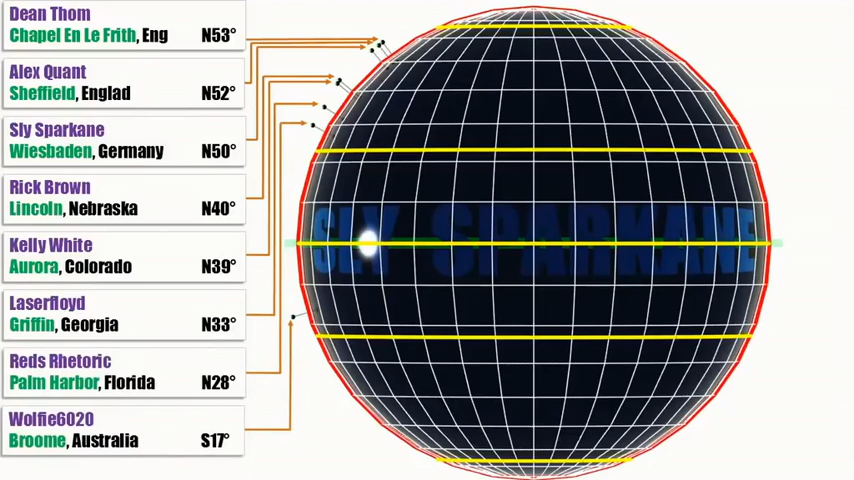 Dean Thom
Chapel En Le Frith, Eng N53°
Alex Quant
Sheffield, Englad N52°
Sly Sparkane
Wiesbaden, Germany N50°
Rick Brown
Lincoln, Nebraska N40°
Kelly White
Aurora, Colorado N39°
Laserfloyd
Griffin, Georgia N33°
Reds Rhetoric
Palm Harbor, Florida N28°
Wolfie6020
Broome, Australia S17°
SLY SPARKANE